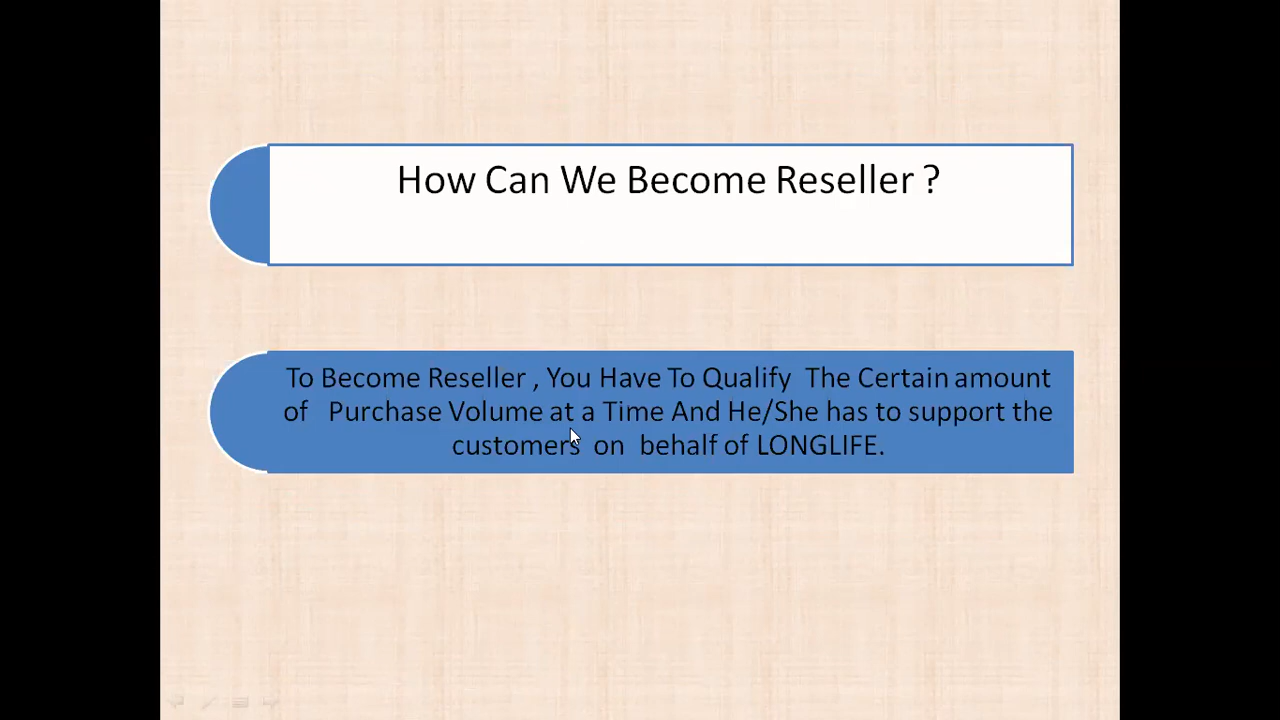 How Can We Become Reseller ?
To Become Reseller , You Have To Qualify The Certain amount
of Purchase Volume at a Time And He/She has to support the
customers on behalf of LONGLIFE.